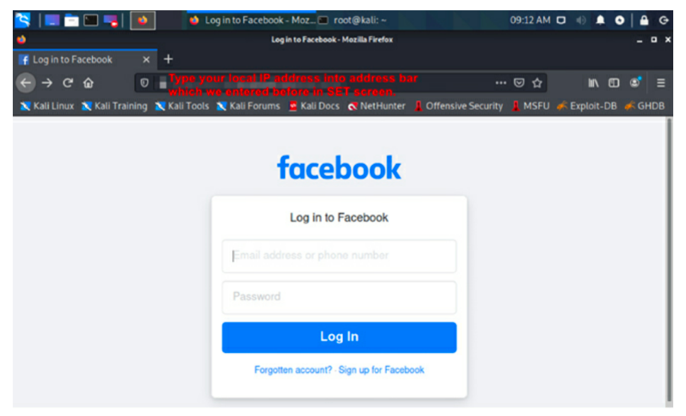 Log in to Facebook - Moz... root@kali: ~ 09:12 AM
Log in to Facebook - Mozilla Firefox
Log in to Facebook
Type your local IP address into address bar
which we entered before in SET screen.
Kali Linux Kali Training Kali Tools Kali Forums Kali Docs NetHunter Offensive Security MSFU Exploit-DB GHDB
facebook
Log in to Facebook
Email address or phone number
Password
Log In
Forgotten account? · Sign up for Facebook